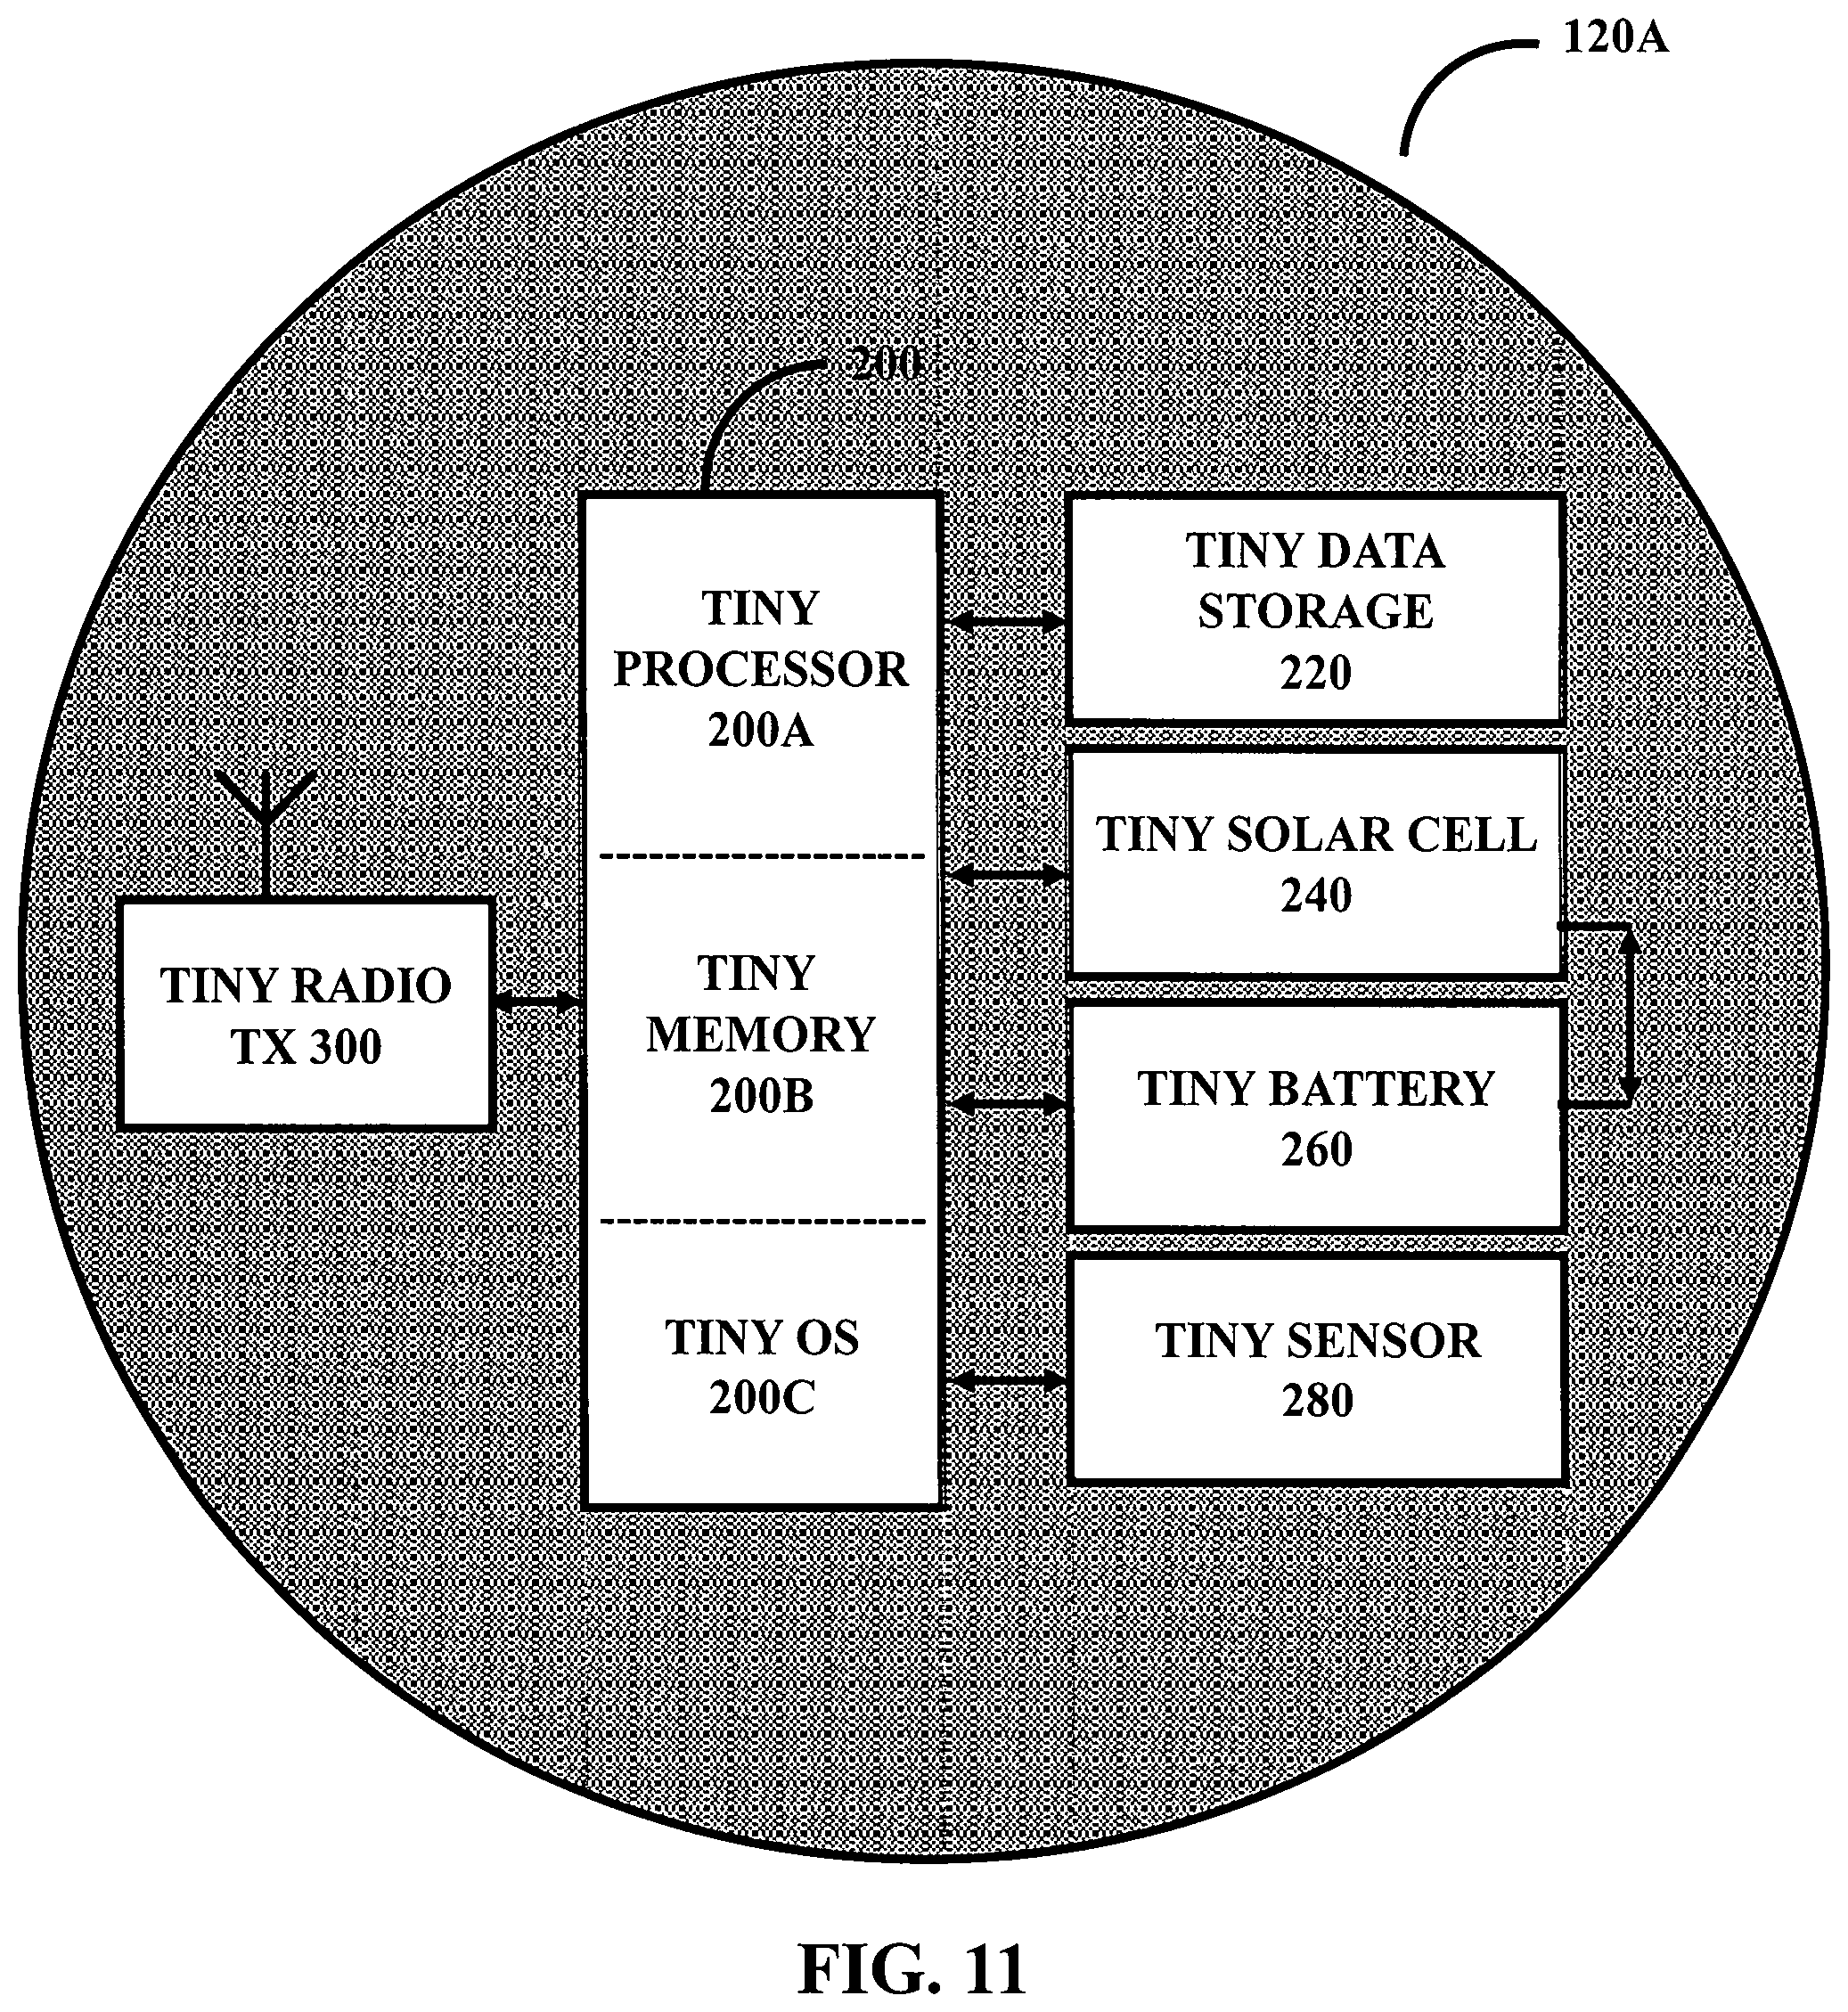 120A
200
TINY
PROCESSOR
200A
TINY
MEMORY
200B
TINY OS
200C
TINY RADIO
TX 300
TINY DATA
STORAGE
220
TINY SOLAR CELL
240
TINY BATTERY
260
TINY SENSOR
280
FIG. 11